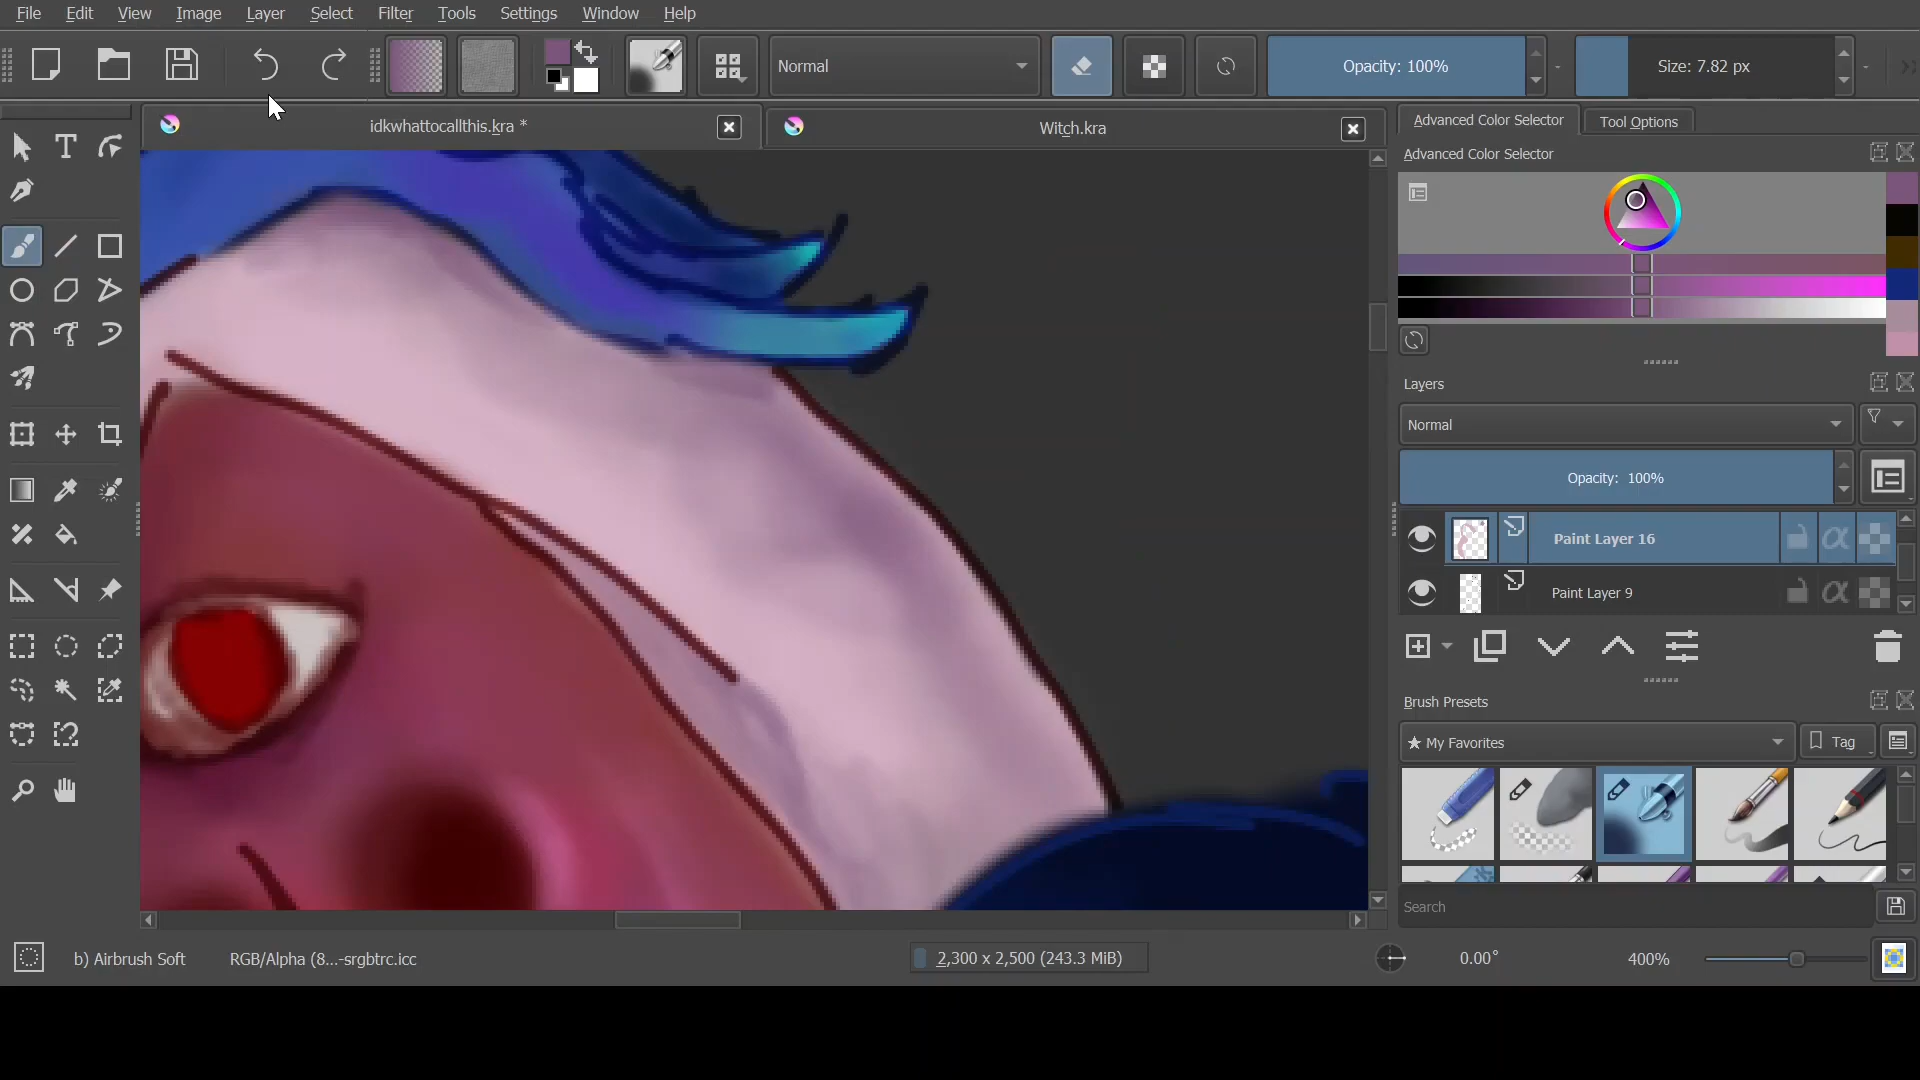 File Edit View Image Layer Select Filter Tools Settings Window Help
Normal Opacity: 100% Size: 7.82 px
idkwhattocallthis.kra * Witch.kra
Advanced Color Selector Tool Options
Advanced Color Selector
Layers
Normal
Opacity: 100%
Paint Layer 16
Paint Layer 9
Brush Presets
★ My Favorites Tag
Search
b) Airbrush Soft RGB/Alpha (8...-srgbtrc.icc 2,300 x 2,500 (243.3 MiB) 0.00° 400%